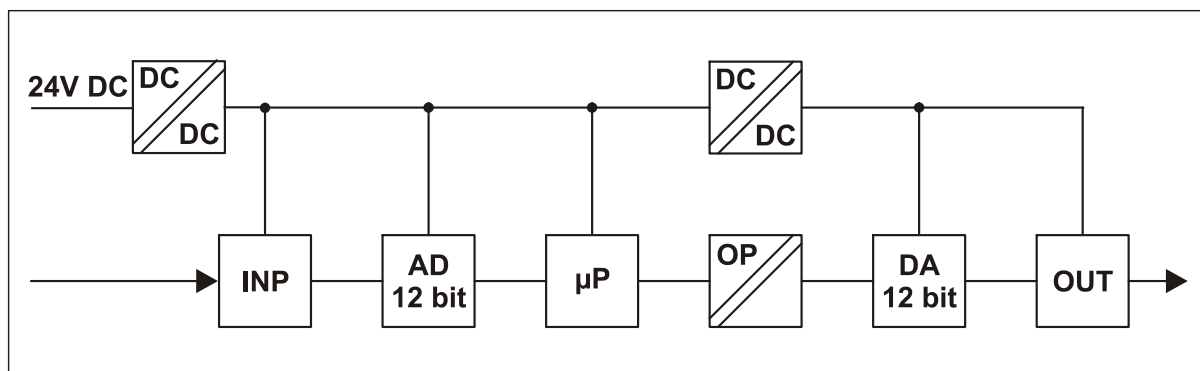 24V DC
DC
DC
DC
DC
INP
AD
12 bit
µP
OP
DA
12 bit
OUT